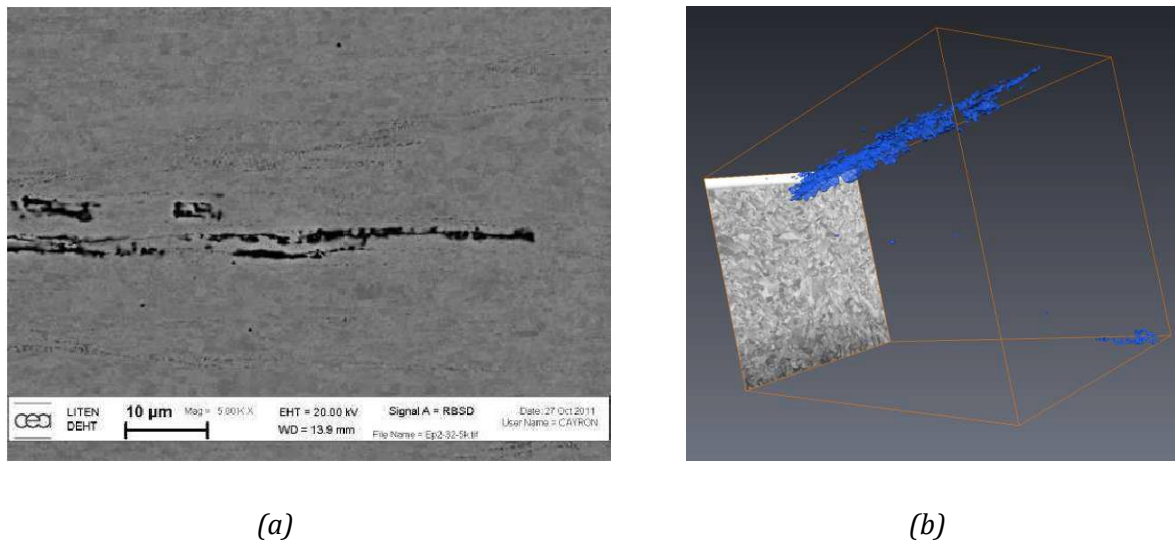 cea
LITEN
DEHT
10 µm
Mag = 5.00 K X
EHT = 20.00 kV
WD = 13.9 mm
Signal A = RBSD
File Name = Ep2-32-5k.tif
Date :27 Oct 2011
User Name = CAYRON
(a)
(b)